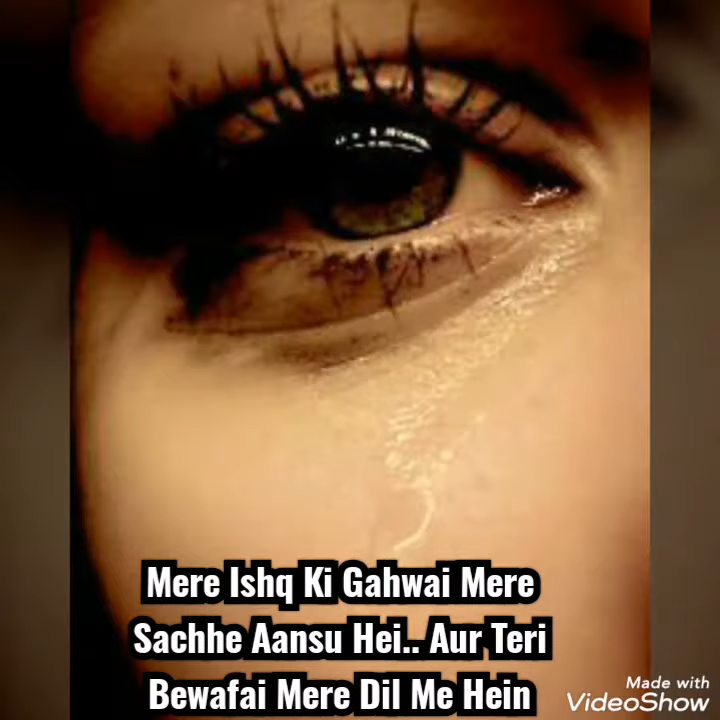 Mere Ishq Ki Gahwai Mere
Sachhe Aansu Hei.. Aur Teri
Bewafai Mere Dil Me Hein
Made with
VideoShow